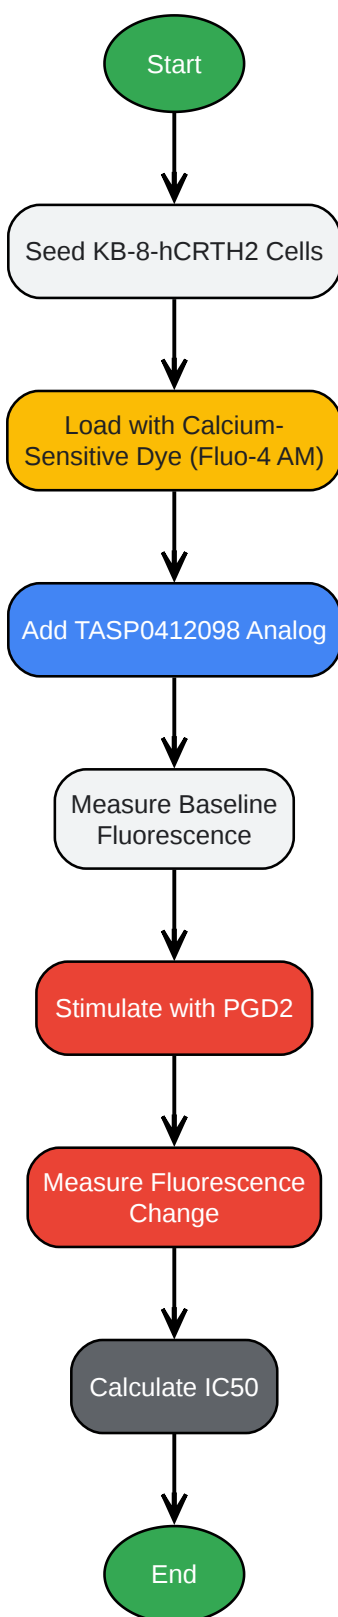 Start
Seed KB-8-hCRTH2 Cells
Load with Calcium-
Sensitive Dye (Fluo-4 AM)
Add TASP0412098 Analog
Measure Baseline
Fluorescence
Stimulate with PGD2
Measure Fluorescence
Change
Calculate IC50
End